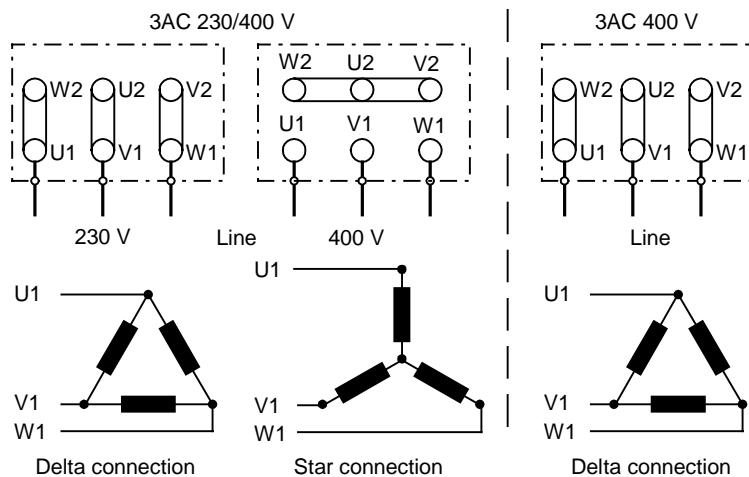 3AC 230/400 V
3AC 400 V
W2 U2 V2
W2 U2 V2
W2 U2 V2
U1 V1 W1
U1 V1 W1
U1 V1 W1
230 V Line 400 V
Line
U1
V1
W1
Delta connection
U1
V1
W1
Star connection
U1
V1
W1
Delta connection